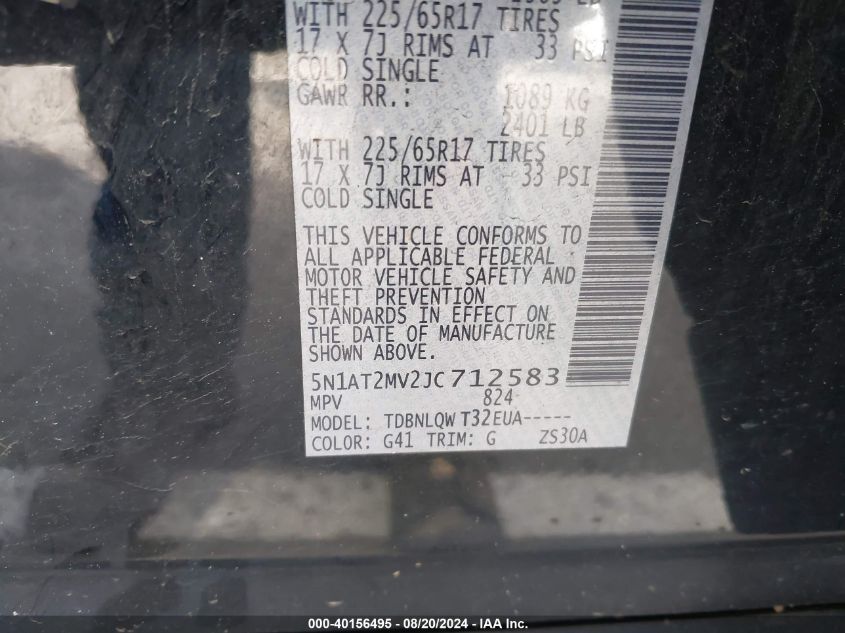 WITH 225/65R17 TIRES
17 X 7J RIMS AT 33 PSI
COLD SINGLE
GAWR RR.: 1089 KG
2401 LB
WITH 225/65R17 TIRES
17 X 7J RIMS AT 33 PSI
COLD SINGLE
THIS VEHICLE CONFORMS TO
ALL APPLICABLE FEDERAL
MOTOR VEHICLE SAFETY AND
THEFT PREVENTION
STANDARDS IN EFFECT ON
THE DATE OF MANUFACTURE
SHOWN ABOVE.
5N1AT2MV2JC712583
MPV 824
MODEL: TDBNLQW T32EUA-----
COLOR: G41 TRIM: G ZS30A
000-40156495 - 08/20/2024 - IAA Inc.